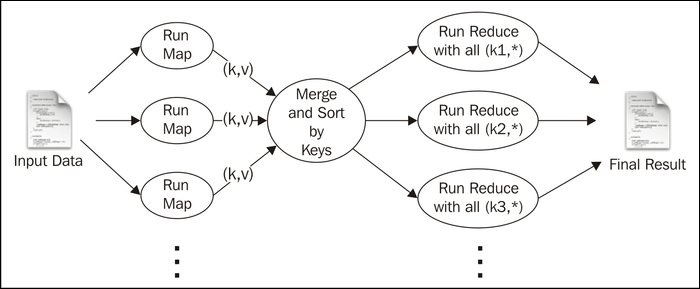 Input Data
Run
Map
Run
Map
Run
Map
(k,v)
(k,v)
(k,v)
Merge
and Sort
by
Keys
Run Reduce
with all (k1,*)
Run Reduce
with all (k2,*)
Run Reduce
with all (k3,*)
Final Result